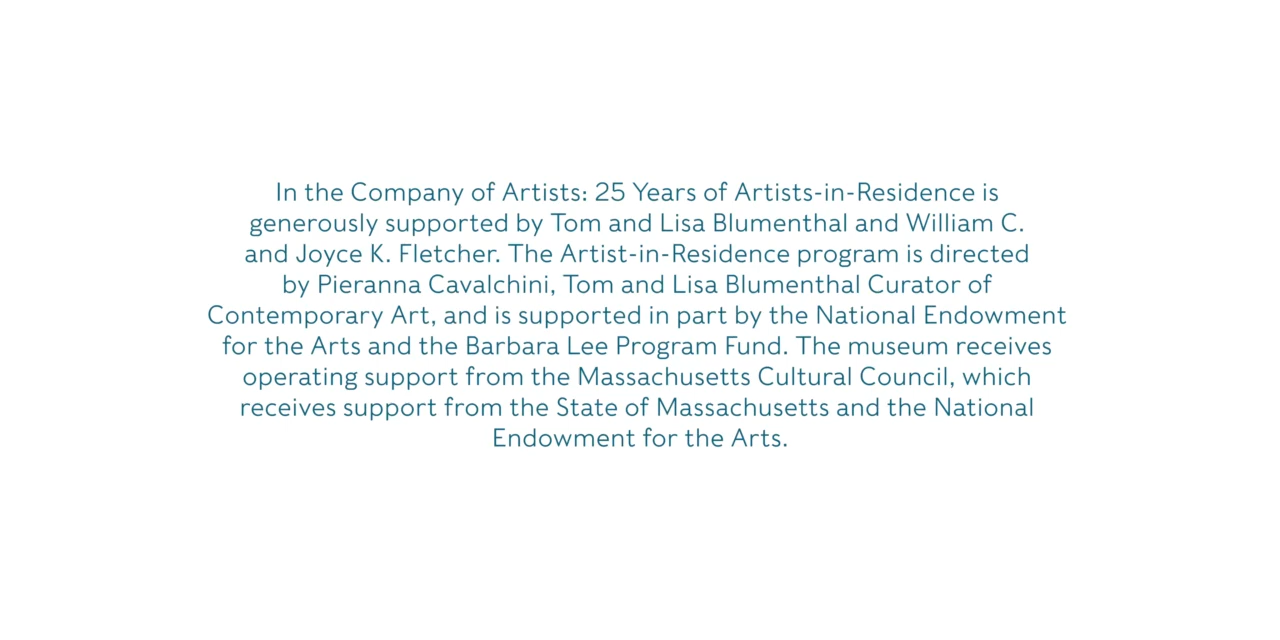 In the Company of Artists: 25 Years of Artists-in-Residence is
generously supported by Tom and Lisa Blumenthal and William C.
and Joyce K. Fletcher. The Artist-in-Residence program is directed
by Pieranna Cavalchini, Tom and Lisa Blumenthal Curator of
Contemporary Art, and is supported in part by the National Endowment
for the Arts and the Barbara Lee Program Fund. The museum receives
operating support from the Massachusetts Cultural Council, which
receives support from the State of Massachusetts and the National
Endowment for the Arts.